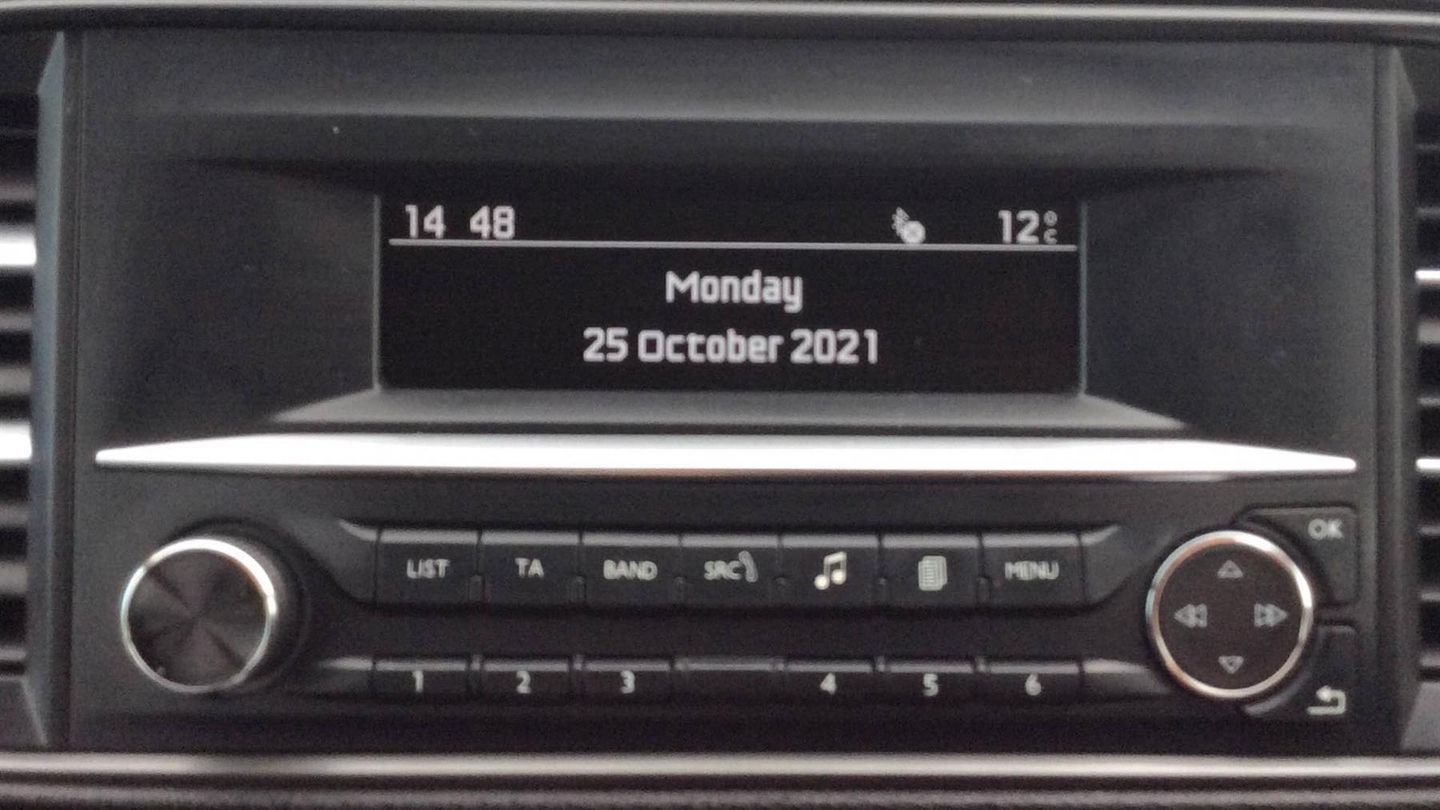 14 48 12°C
Monday
25 October 2021
LIST TA BAND SRC MENU
OK
1 2 3 4 5 6